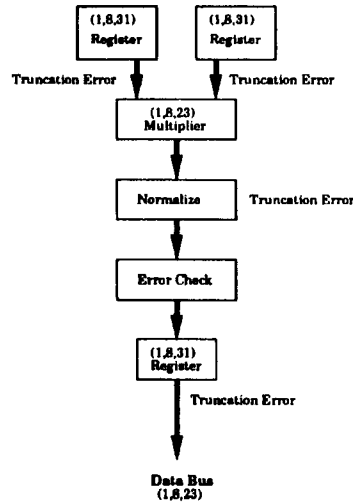 (1,8,31) (1,8,31)
Register Register
Truncation Error Truncation Error
(1,8,23)
Multiplier
Normalize Truncation Error
Error Check
(1,8,31)
Register
Truncation Error
Data Bus
(1,8,23)